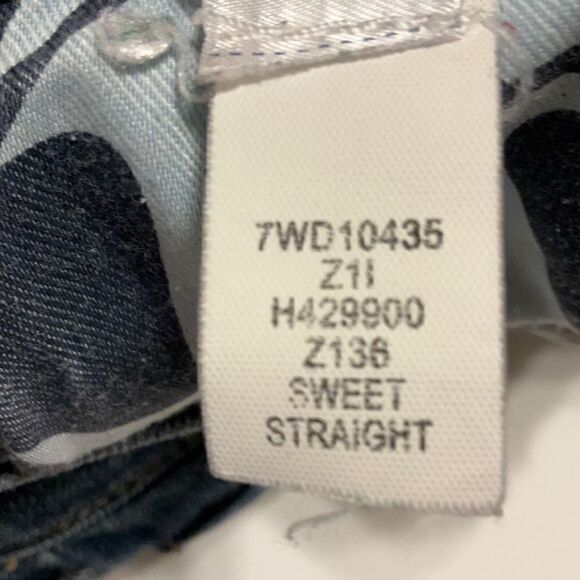 7WD10435
Z1I
H429900
Z136
SWEET
STRAIGHT